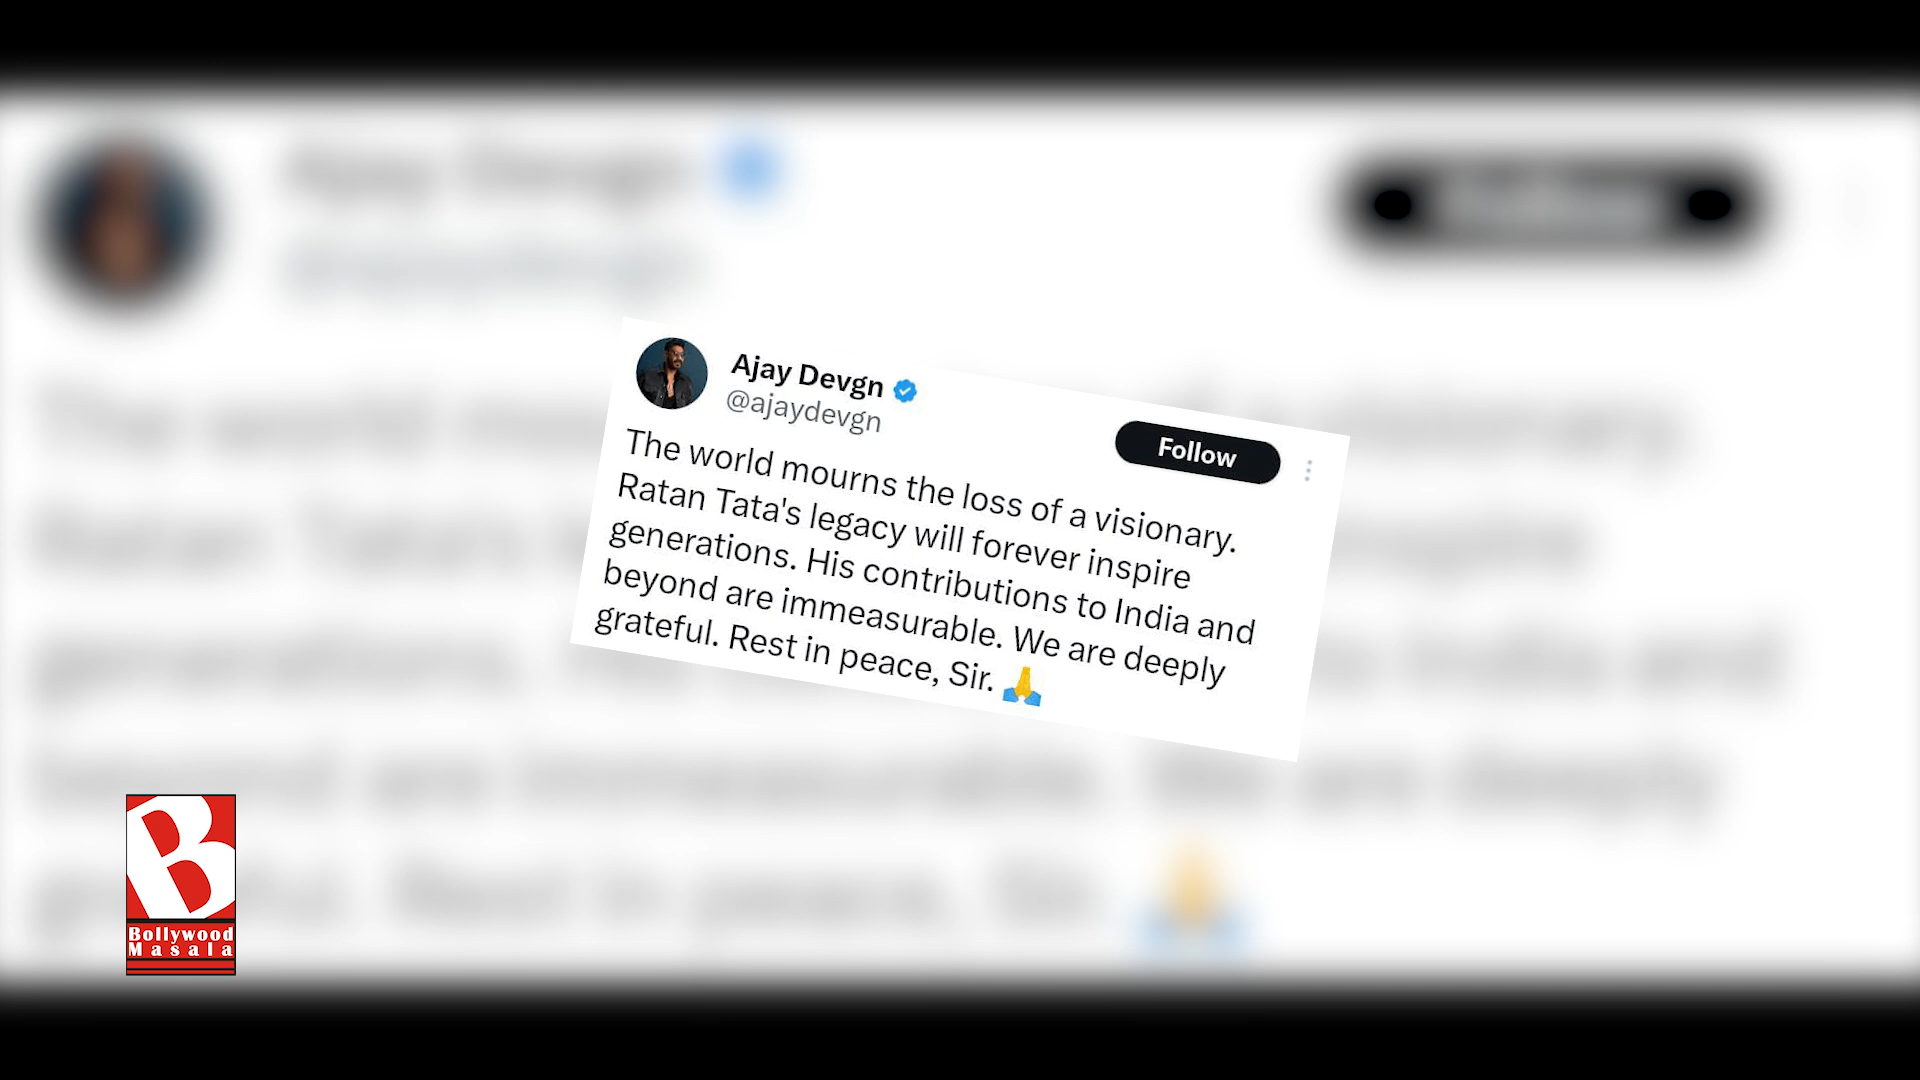 Ajay Devgn
@ajaydevgn
Follow
The world mourns the loss of a visionary.
Ratan Tata's legacy will forever inspire
generations. His contributions to India and
beyond are immeasurable. We are deeply
grateful. Rest in peace, Sir. 🙏
B
Bollywood
Masala